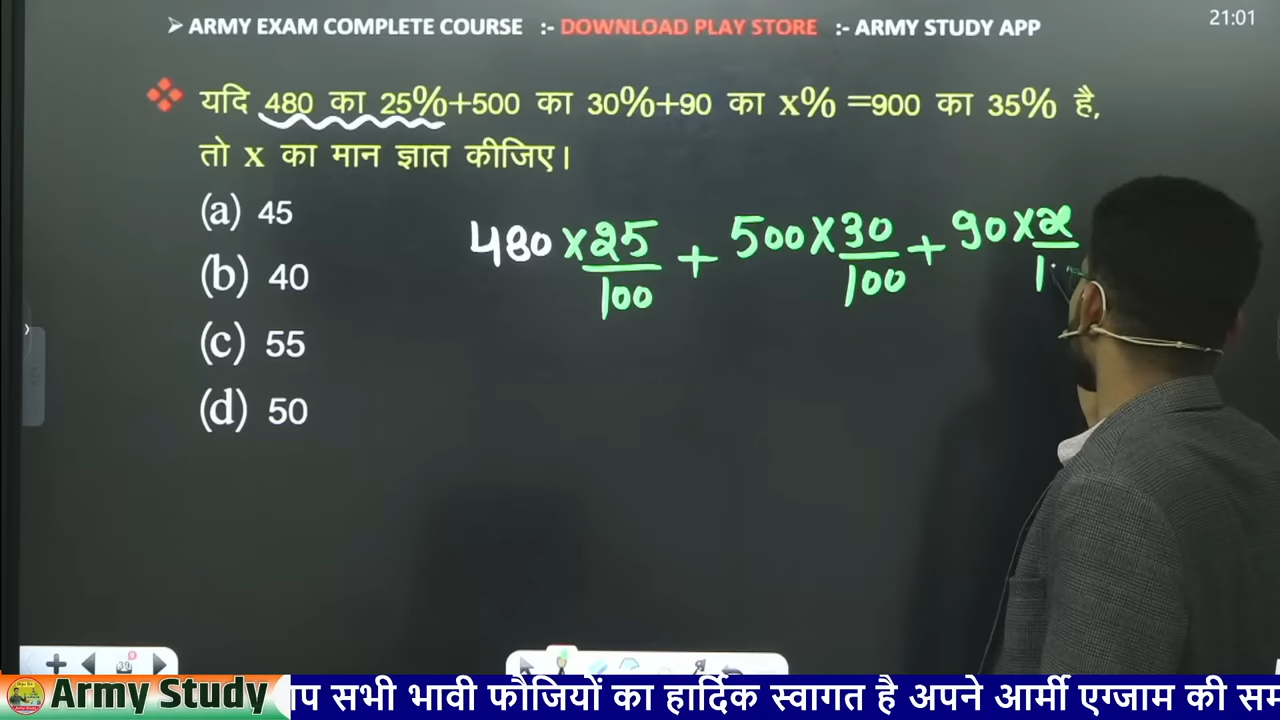 ➤ ARMY EXAM COMPLETE COURSE :- DOWNLOAD PLAY STORE :- ARMY STUDY APP
21:01
यदि 480 का 25%+500 का 30%+90 का x% =900 का 35% है,
तो x का मान ज्ञात कीजिए।
(a) 45
(b) 40
(c) 55
(d) 50
480 × 25/100 + 500 × 30/100 + 90 × x/1
39
Army Study
सभी भावी फौजियों का हार्दिक स्वागत है अपने आर्मी एग्जाम की